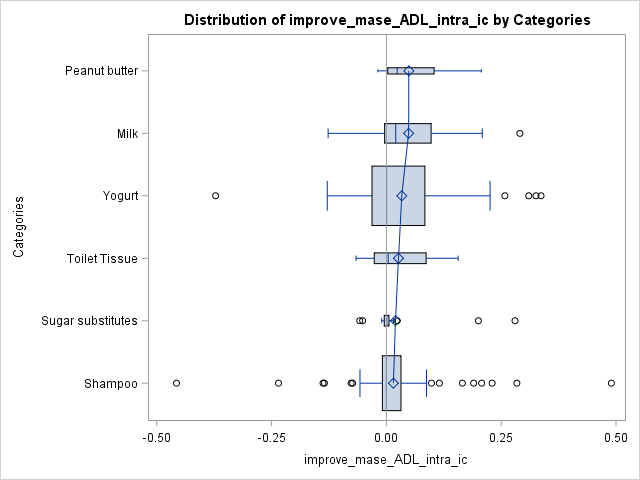 Distribution of improve_mase_ADL_intra_ic by Categories
Categories
Peanut butter
Milk
Yogurt
Toilet Tissue
Sugar substitutes
Shampoo
-0.50 -0.25 0.00 0.25 0.50
improve_mase_ADL_intra_ic